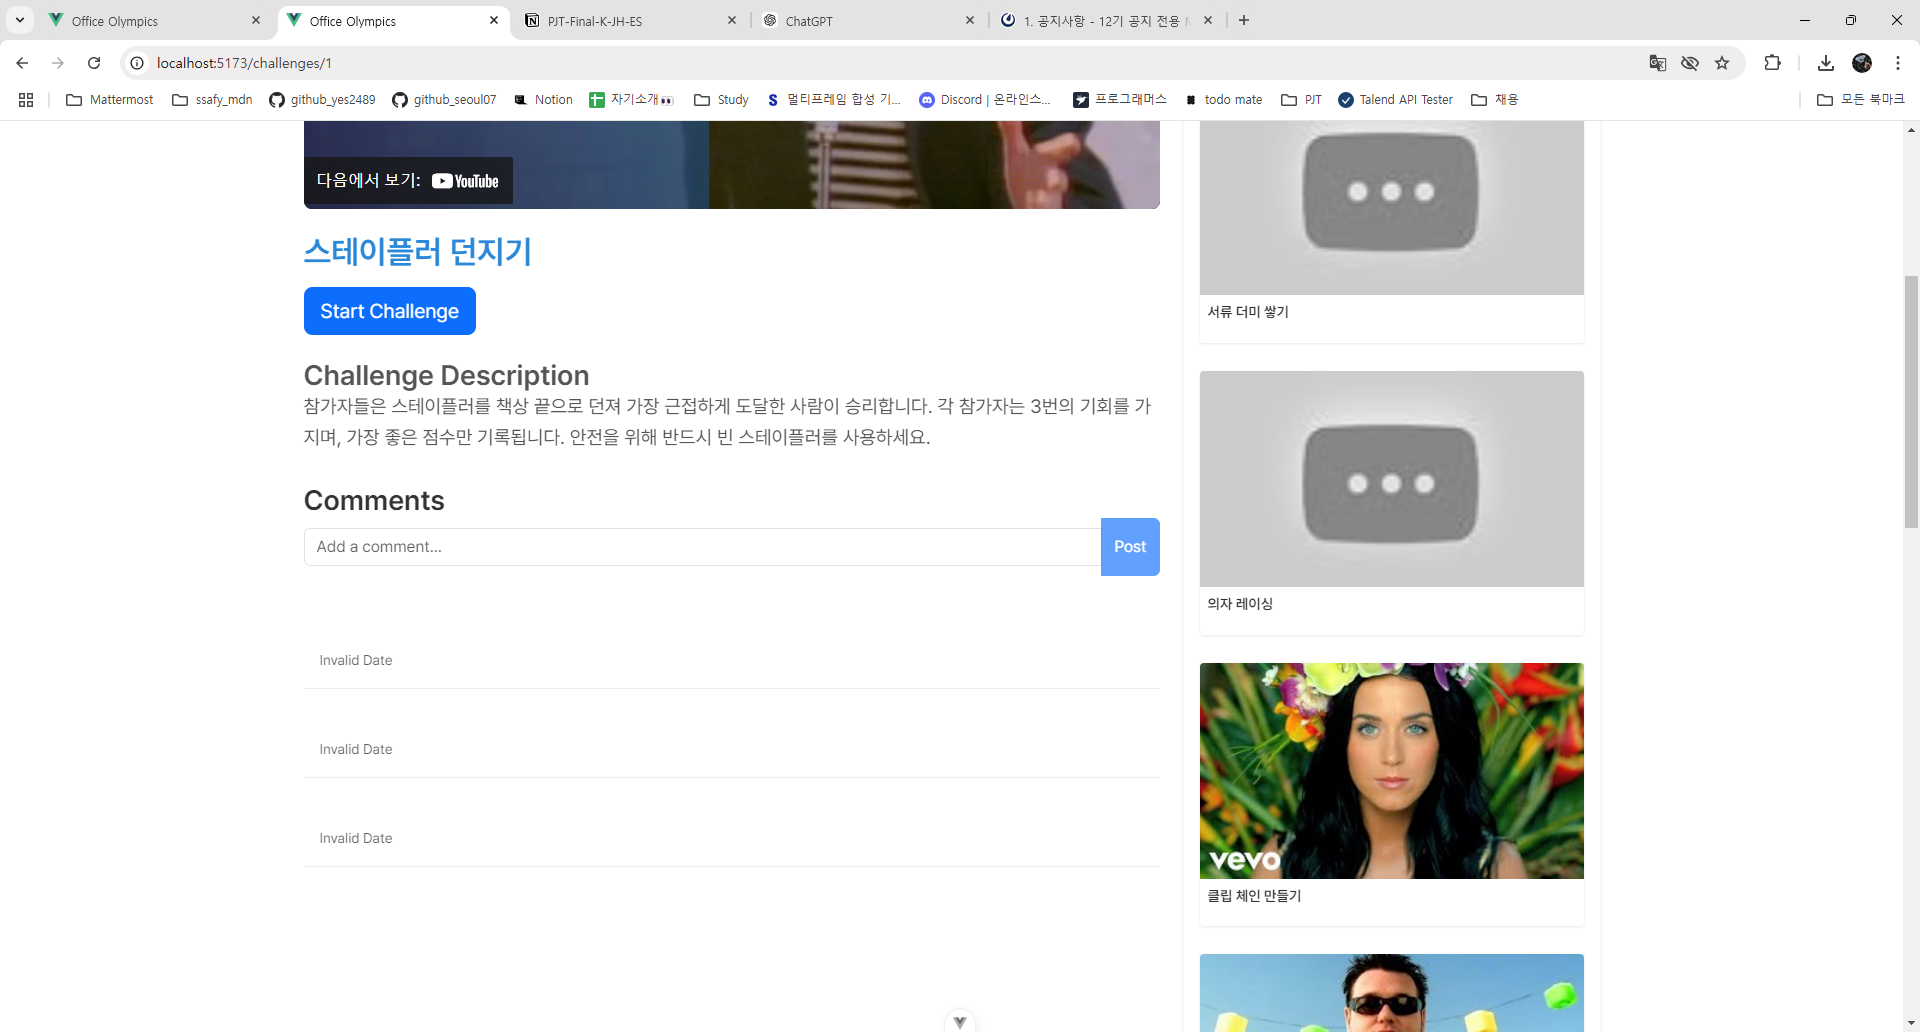 Office Olympics
Office Olympics
PJT-Final-K-JH-ES
ChatGPT
1. 공지사항 - 12기 공지 전용
localhost:5173/challenges/1
Mattermost
ssafy_mdn
github_yes2489
github_seoul07
Notion
자기소개👀
Study
멀티프레임 합성 기...
Discord | 온라인스...
프로그래머스
todo mate
PJT
Talend API Tester
채용
모든 북마크
다음에서 보기: YouTube
스테이플러 던지기
Start Challenge
Challenge Description
참가자들은 스테이플러를 책상 끝으로 던져 가장 근접하게 도달한 사람이 승리합니다. 각 참가자는 3번의 기회를 가
지며, 가장 좋은 점수만 기록됩니다. 안전을 위해 반드시 빈 스테이플러를 사용하세요.
Comments
Add a comment...
Post
Invalid Date
Invalid Date
Invalid Date
서류 더미 쌓기
의자 레이싱
vevo
클립 체인 만들기